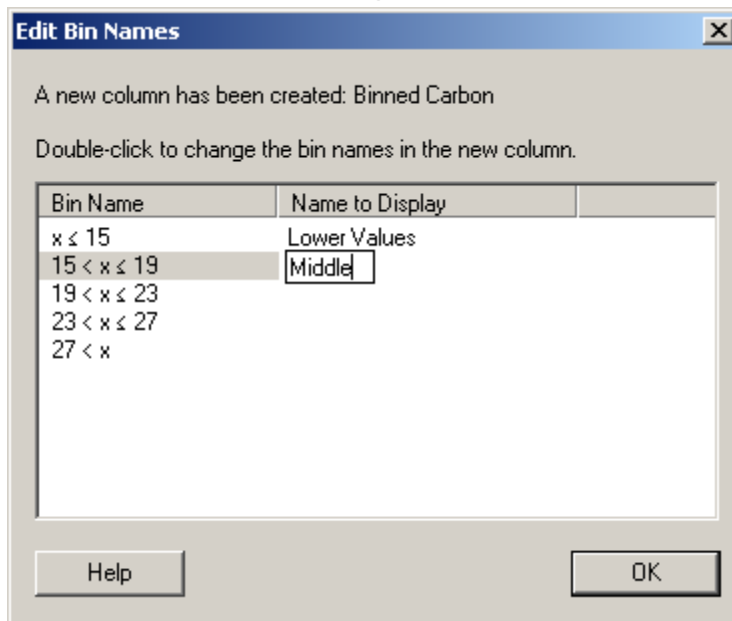 Edit Bin Names
A new column has been created: Binned Carbon
Double-click to change the bin names in the new column.
Bin Name Name to Display
x ≤ 15 Lower Values
15 < x ≤ 19 Middle
19 < x ≤ 23
23 < x ≤ 27
27 < x
Help OK